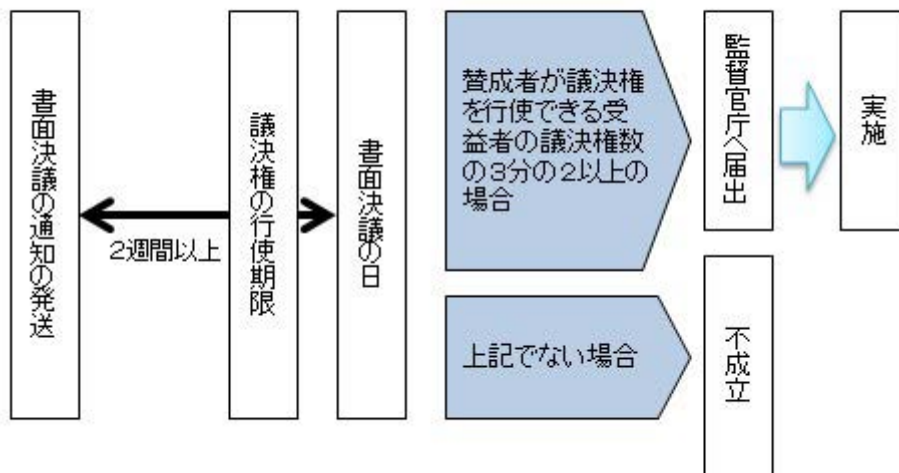 書面決議の通知の発送
2週間以上
議決権の行使期限
書面決議の日
賛成者が議決権
を行使できる受
益者の議決権数
の3分の2以上の
場合
監督官庁へ届出
実施
上記でない場合
不成立